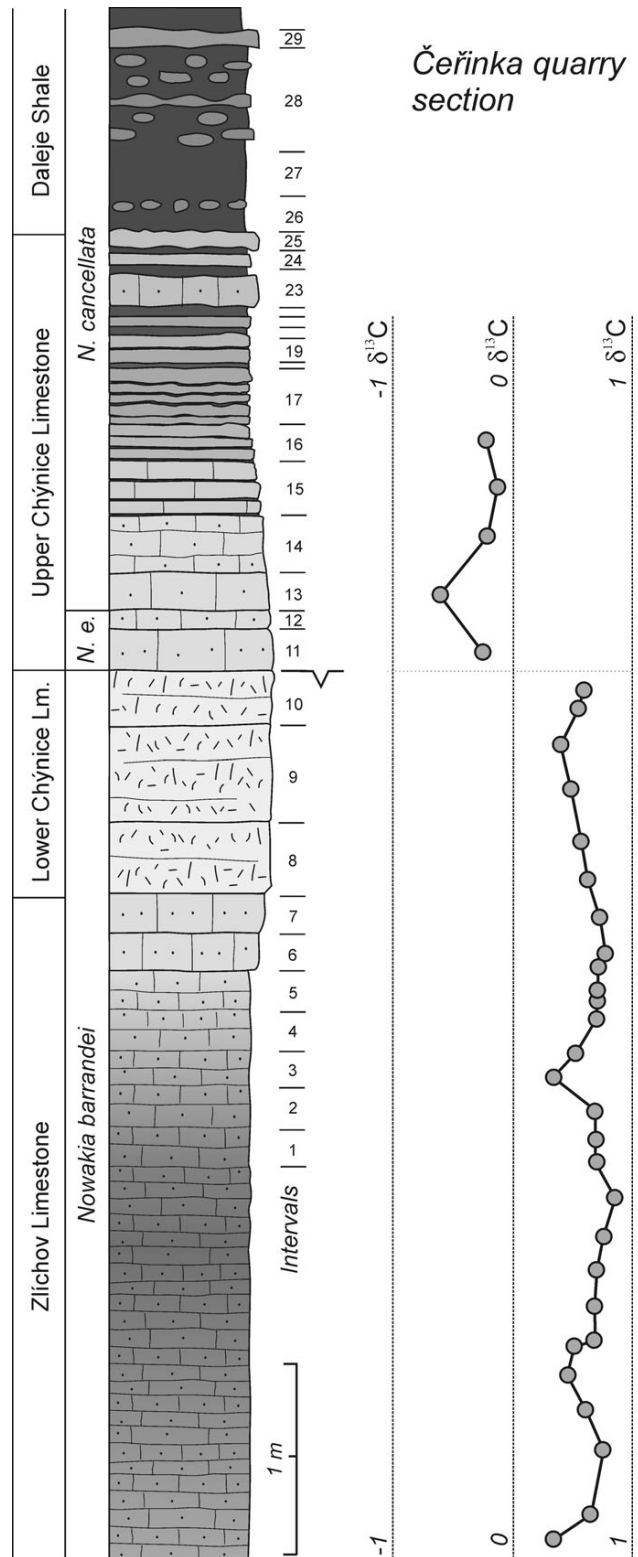 Čeřinka quarry
section
Daleje Shale
Upper Chýnice Limestone
Lower Chýnice Lm.
Zlíchov Limestone
N. cancellata
N. e.
Nowakia barrandei
29
28
27
26
25
24
23
19
17
16
15
14
13
12
11
10
9
8
7
6
5
4
3
2
1
Intervals
1 m
-1 δ¹³C
0 δ¹³C
1 δ¹³C
-1
0
1